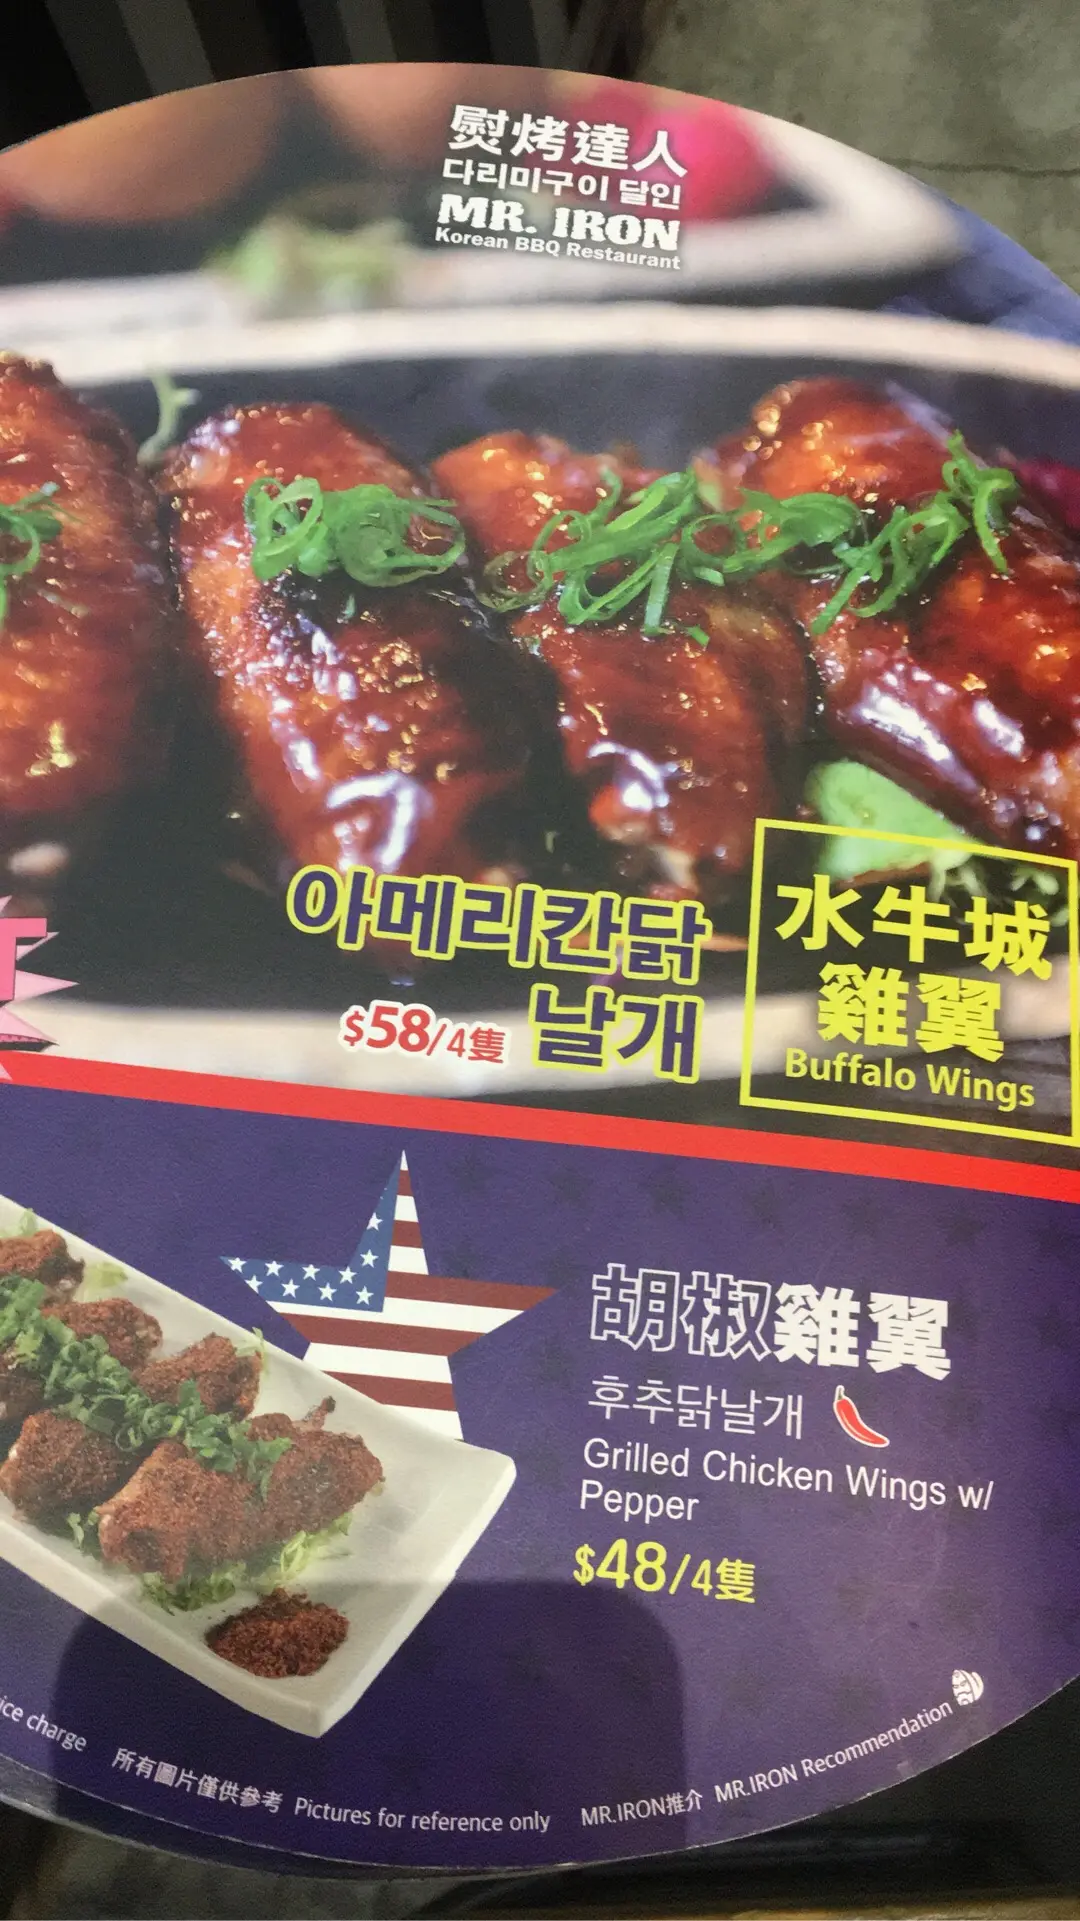 熨烤達人
다리미구이 달인
MR. IRON
Korean BBQ Restaurant
아메리칸닭
날개
$58/4隻
水牛城
雞翼
Buffalo Wings
胡椒雞翼
후추닭날개
Grilled Chicken Wings w/
Pepper
$48/4隻
charge
所有圖片僅供參考 Pictures for reference only
MR.IRON推介 MR.IRON Recommendation